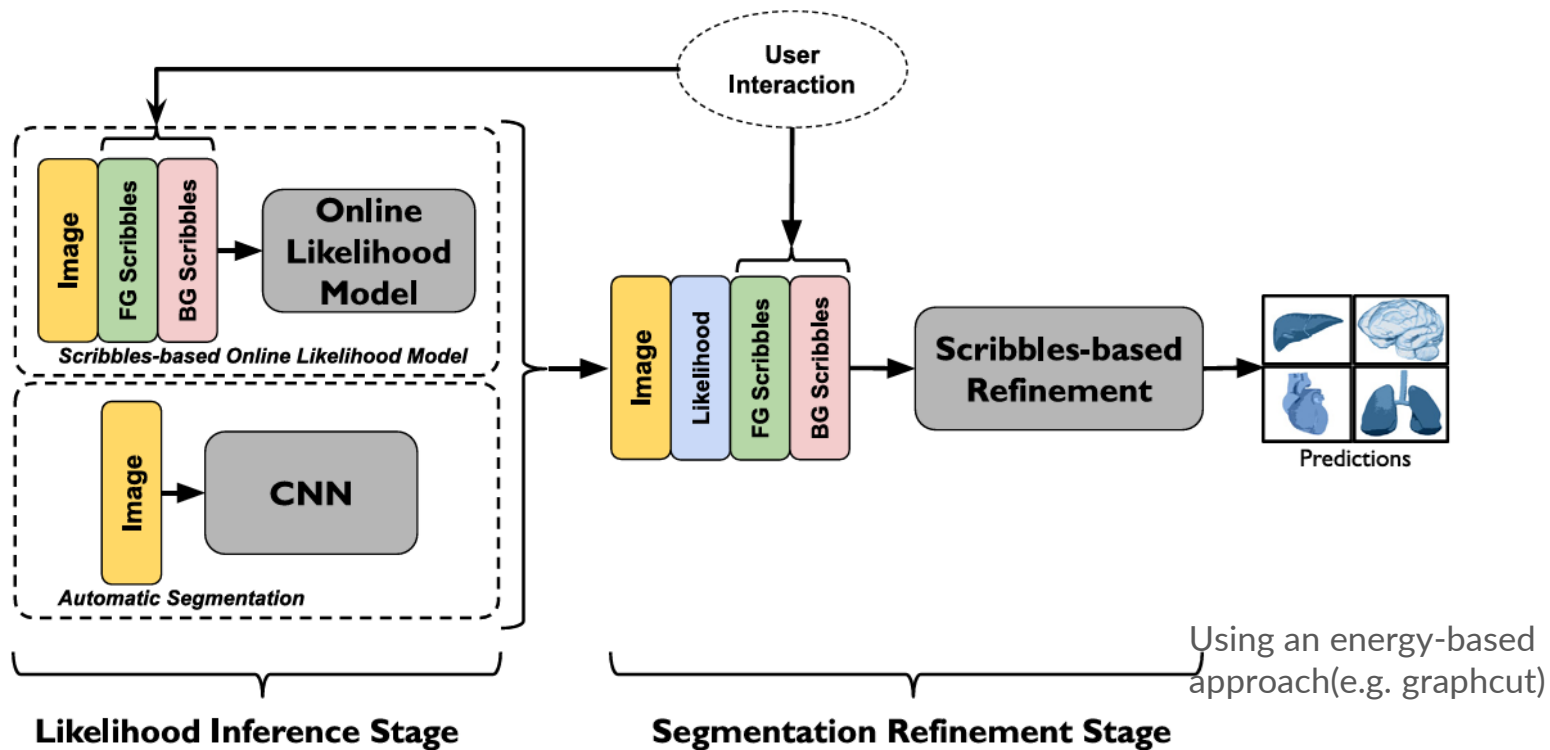 User
Interaction
Image
FG Scribbles
BG Scribbles
Online
Likelihood
Model
Scribbles-based Online Likelihood Model
Image
CNN
Automatic Segmentation
Image
Likelihood
FG Scribbles
BG Scribbles
Scribbles-based
Refinement
Predictions
Using an energy-based
approach(e.g. graphcut)
Likelihood Inference Stage
Segmentation Refinement Stage